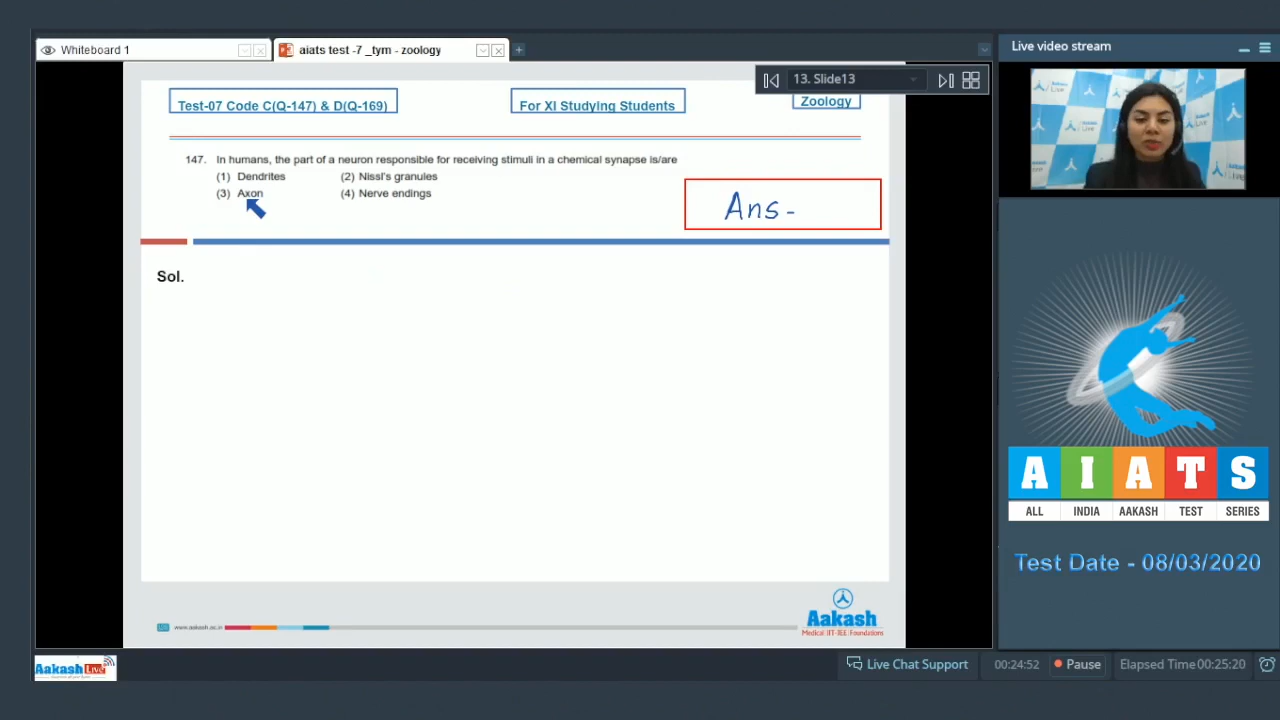 Whiteboard 1
aiats test -7 _tym - zoology
Live video stream
13. Slide13
Test-07 Code C(Q-147) & D(Q-169)
For XI Studying Students
Zoology
147. In humans, the part of a neuron responsible for receiving stimuli in a chemical synapse is/are
(1) Dendrites (2) Nissl's granules
(3) Axon (4) Nerve endings
Ans -
Sol.
A I A T S
ALL INDIA AAKASH TEST SERIES
Test Date - 08/03/2020
Aakash
Medical | IIT-JEE | Foundations
www.aakash.ac.in
Aakash Live
Live Chat Support
00:24:52
Pause
Elapsed Time 00:25:20